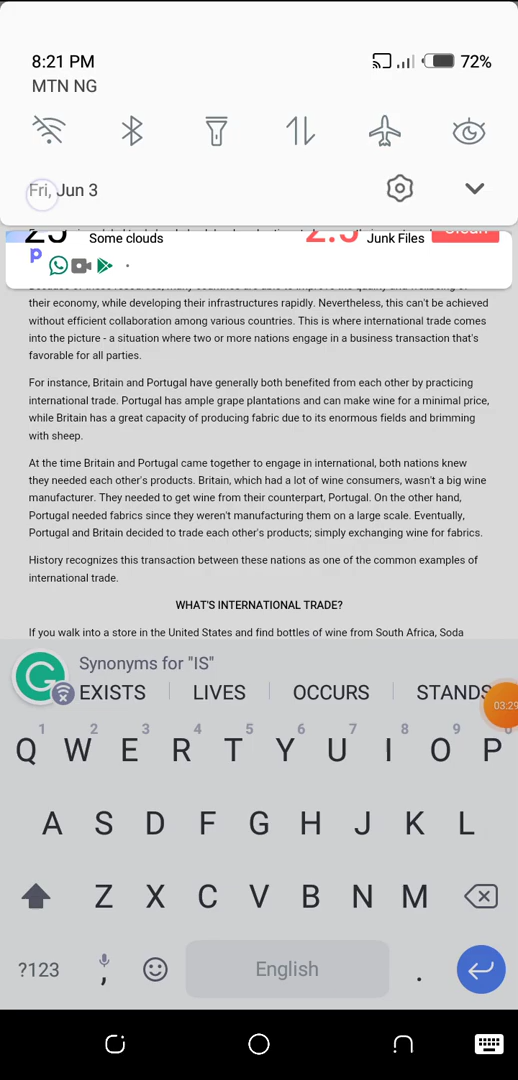 8:21 PM
72%
MTN NG
Fri, Jun 3
Some clouds
Junk Files
their economy, while developing their infrastructures rapidly. Nevertheless, this can't be achieved
without efficient collaboration among various countries. This is where international trade comes
into the picture - a situation where two or more nations engage in a business transaction that's
favorable for all parties.
For instance, Britain and Portugal have generally both benefited from each other by practicing
international trade. Portugal has ample grape plantations and can make wine for a minimal price,
while Britain has a great capacity of producing fabric due to its enormous fields and brimming
with sheep.
At the time Britain and Portugal came together to engage in international, both nations knew
they needed each other's products. Britain, which had a lot of wine consumers, wasn't a big wine
manufacturer. They needed to get wine from their counterpart, Portugal. On the other hand,
Portugal needed fabrics since they weren't manufacturing them on a large scale. Eventually,
Portugal and Britain decided to trade each other's products; simply exchanging wine for fabrics.
History recognizes this transaction between these nations as one of the common examples of
international trade.
WHAT'S INTERNATIONAL TRADE?
If you walk into a store in the United States and find bottles of wine from South Africa, Soda
Synonyms for "IS"
EXISTS LIVES OCCURS STANDS
03:29
1 2 3 4 5 6 7 8 9
Q W E R T Y U I O P
A S D F G H J K L
Z X C V B N M
?123 , English .